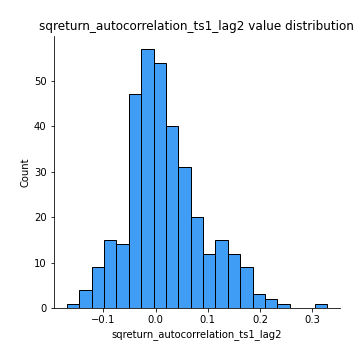 sqreturn_autocorrelation_ts1_lag2 value distribution
50
40
30
20
10
0
Count
−0.1 0.0 0.1 0.2 0.3
sqreturn_autocorrelation_ts1_lag2